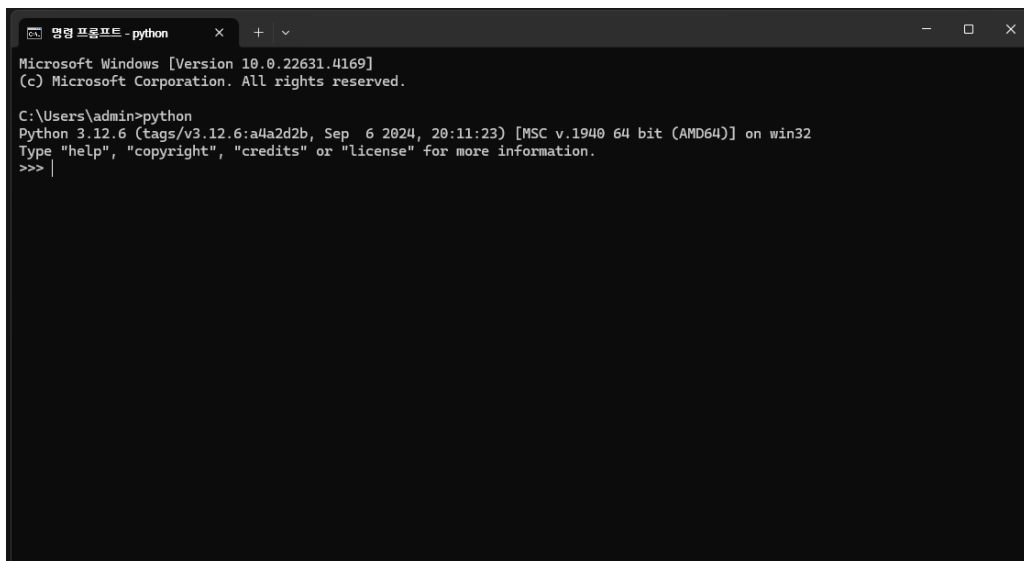 명령 프롬프트 - python
Microsoft Windows [Version 10.0.22631.4169]
(c) Microsoft Corporation. All rights reserved.
C:\Users\admin>python
Python 3.12.6 (tags/v3.12.6:a4a2d2b, Sep  6 2024, 20:11:23) [MSC v.1940 64 bit (AMD64)] on win32
Type "help", "copyright", "credits" or "license" for more information.
>>>